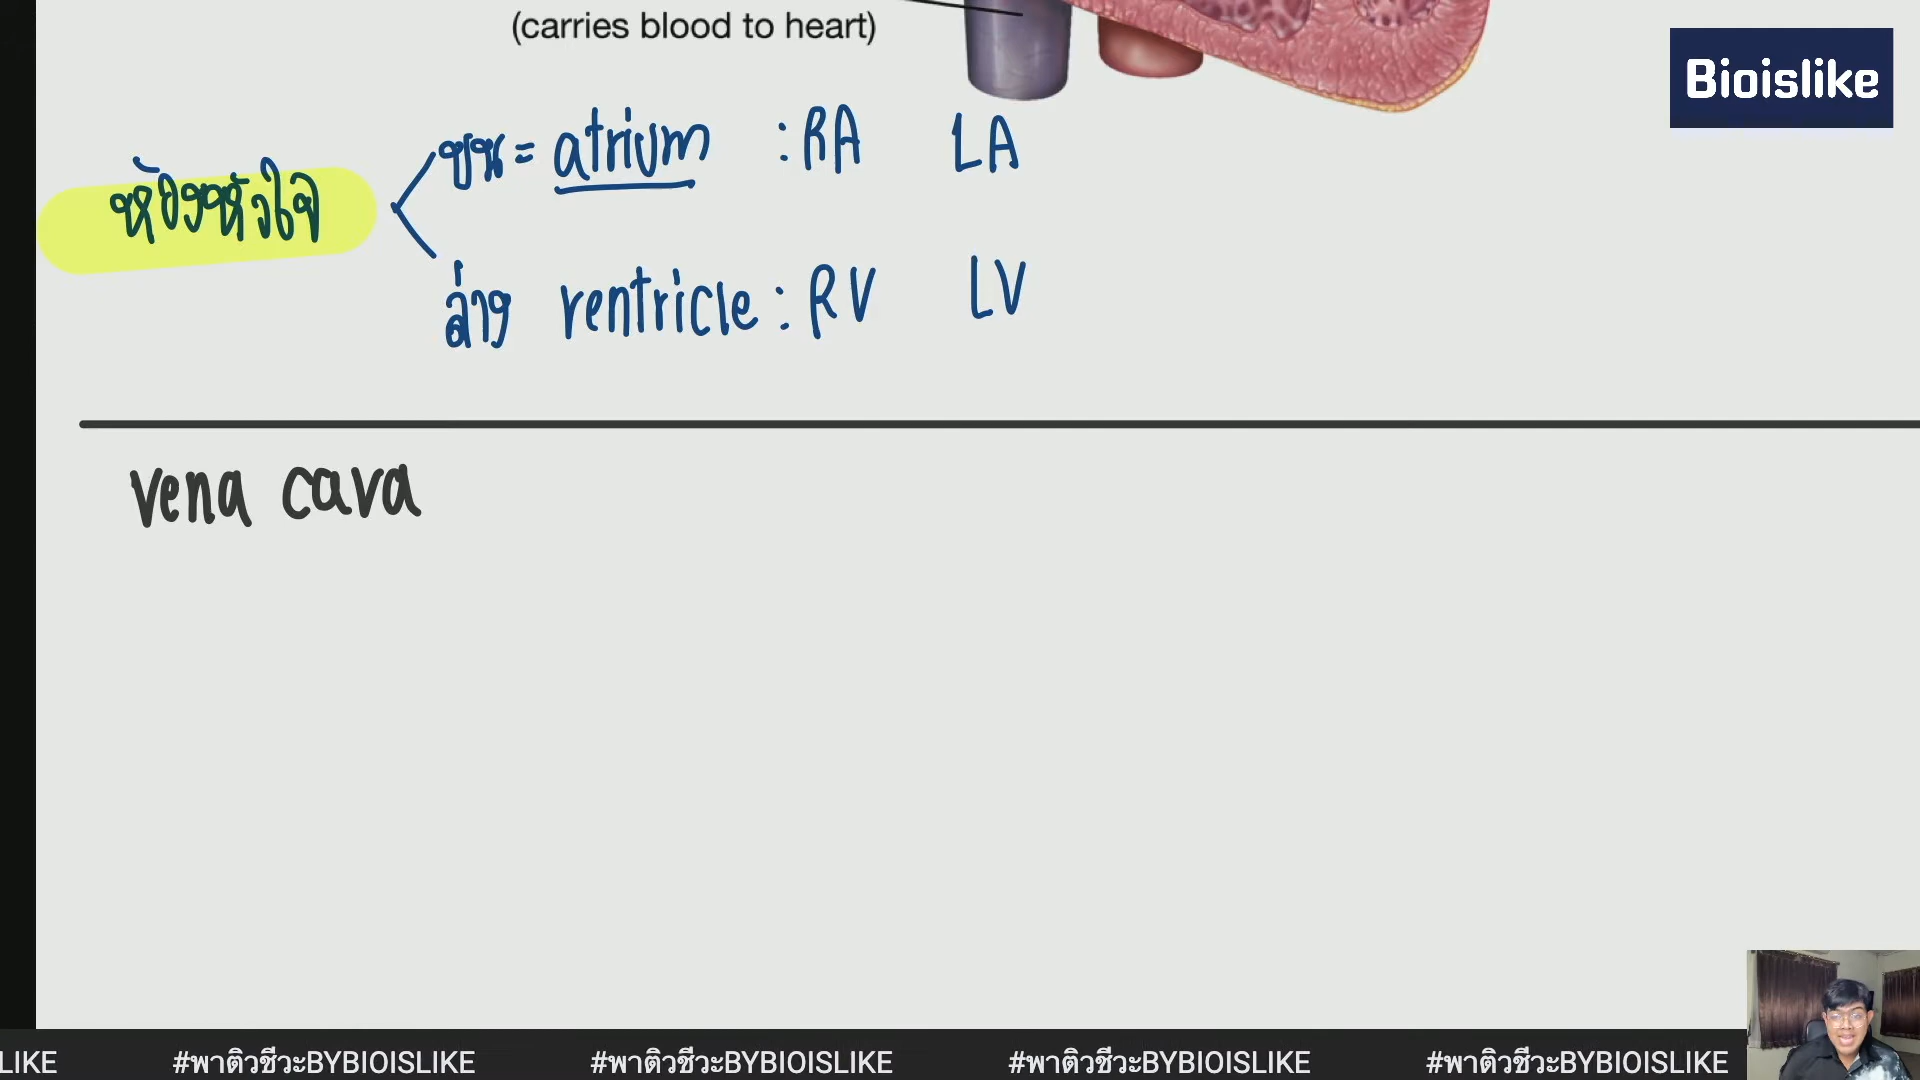 (carries blood to heart)
Bioislike
ห้องหัวใจ
บน = atrium : RA LA
ล่าง ventricle : RV LV
vena cava
LIKE #พาติวชีวะBYBIOISLIKE #พาติวชีวะBYBIOISLIKE #พาติวชีวะBYBIOISLIKE #พาติวชีวะBYBIOISLIKE